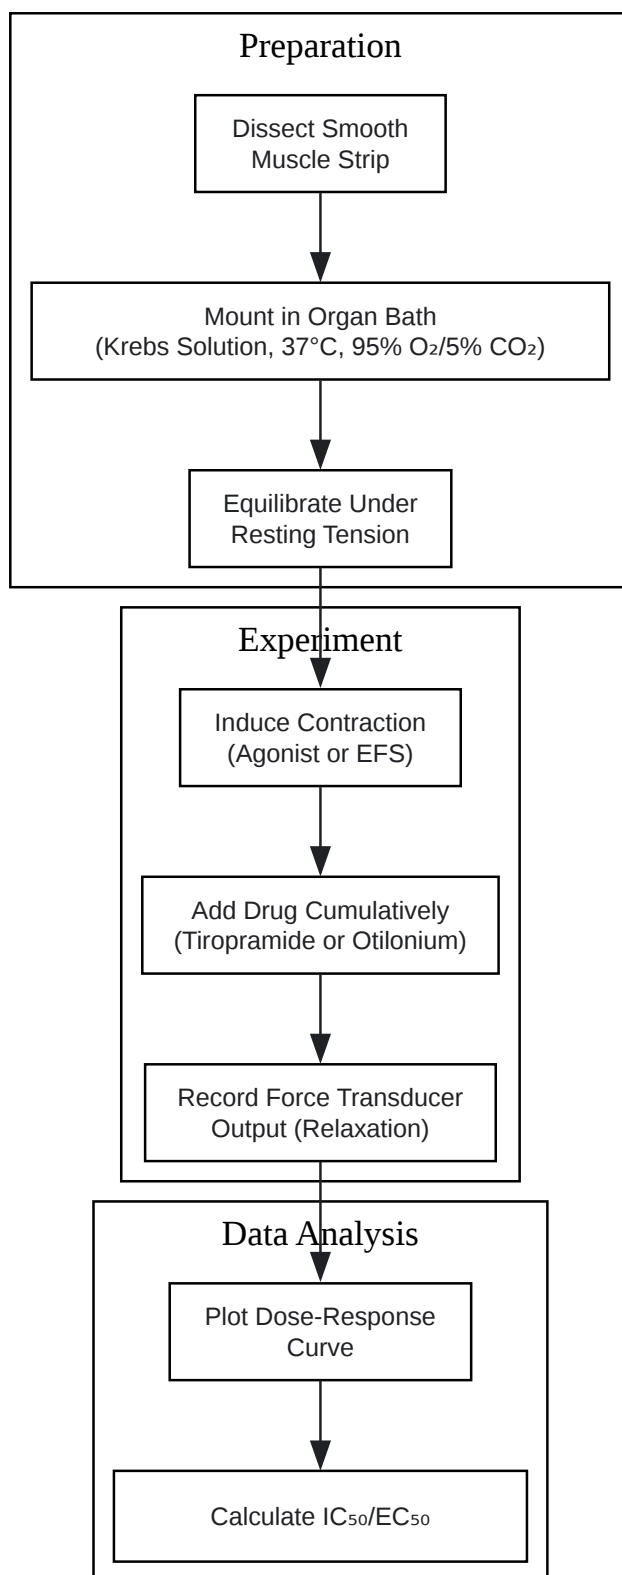 Preparation
Dissect Smooth
Muscle Strip
Mount in Organ Bath
(Krebs Solution, 37°C, 95% O₂/5% CO₂)
Equilibrate Under
Resting Tension
Experiment
Induce Contraction
(Agonist or EFS)
Add Drug Cumulatively
(Tiropramide or Otilonium)
Record Force Transducer
Output (Relaxation)
Data Analysis
Plot Dose-Response
Curve
Calculate IC₅₀/EC₅₀